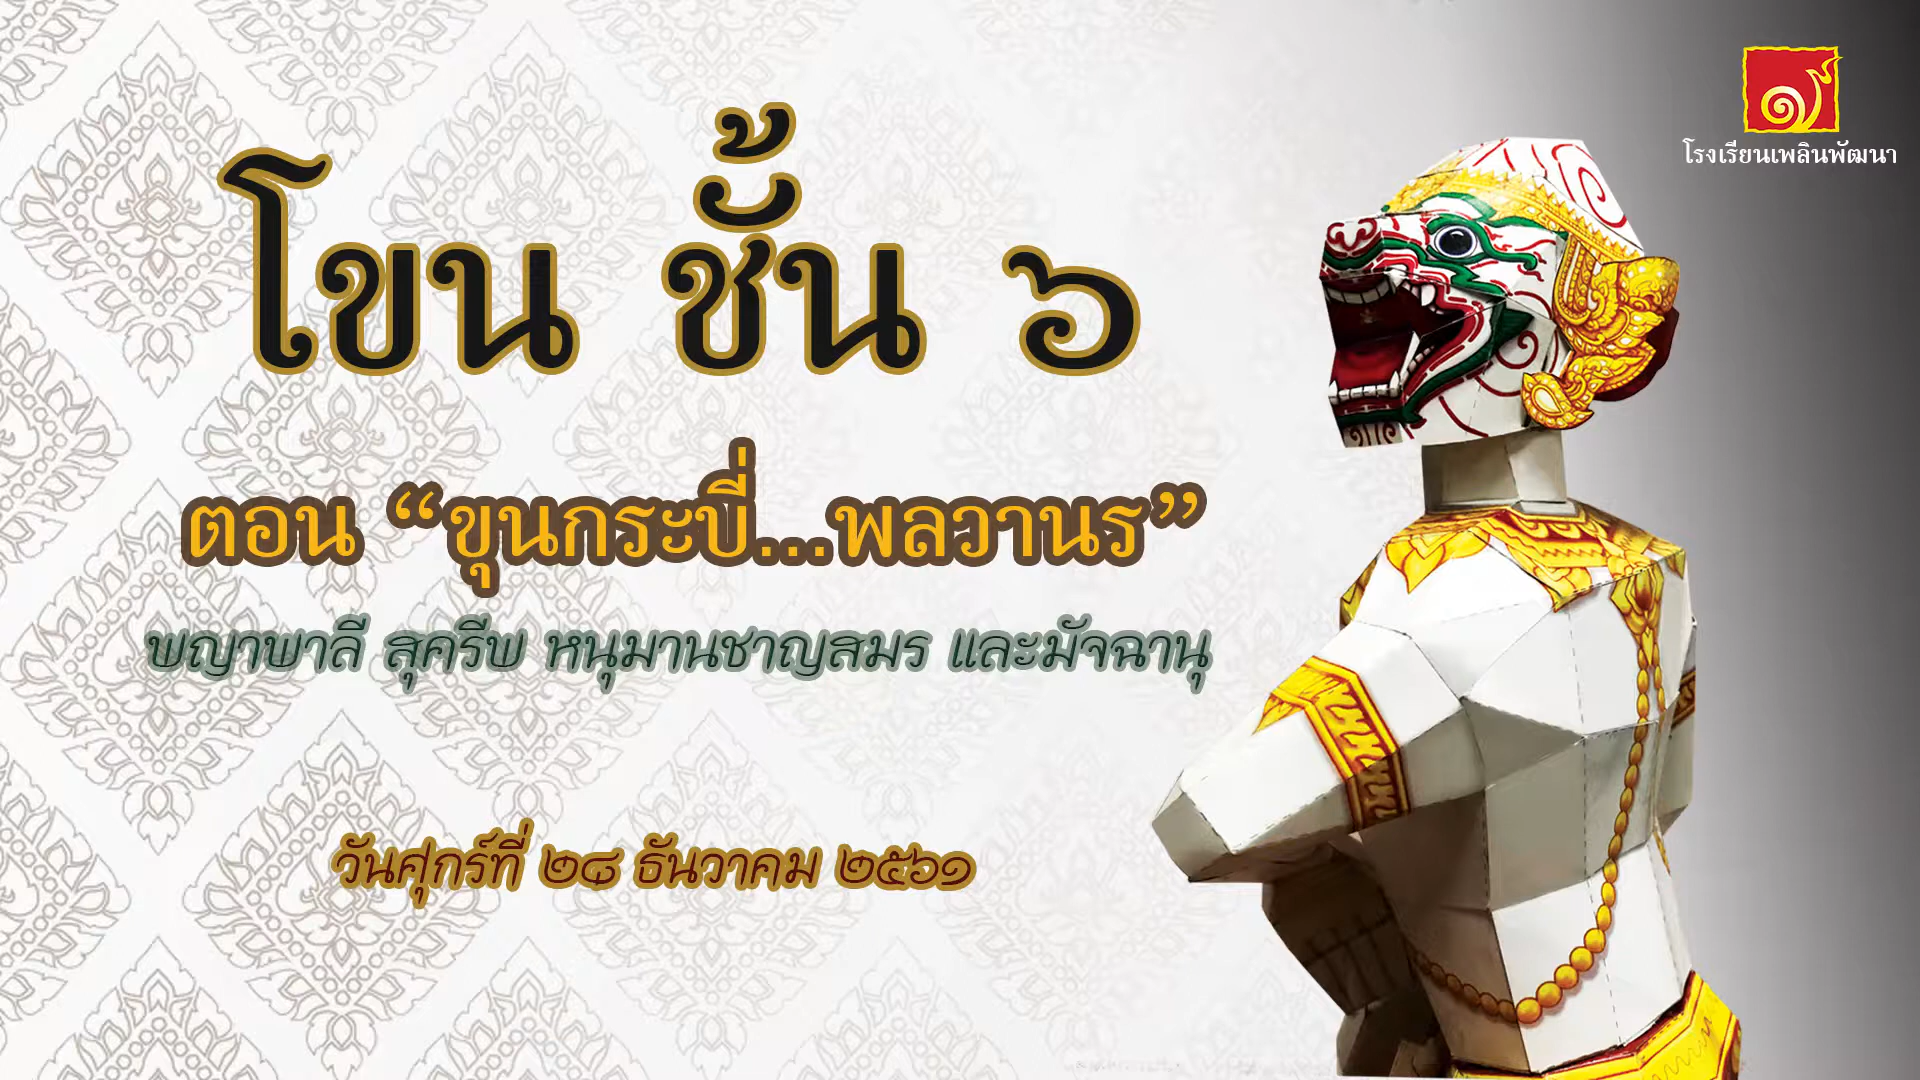 โรงเรียนเพลินพัฒนา
โขน ชั้น ๖
ตอน “ขุนกระบี่...พลวานร”
พญาพาลี สุครีพ หนุมานชาญสมร และมัจฉานุ
วันศุกร์ที่ ๒๘ ธันวาคม ๒๕๖๑